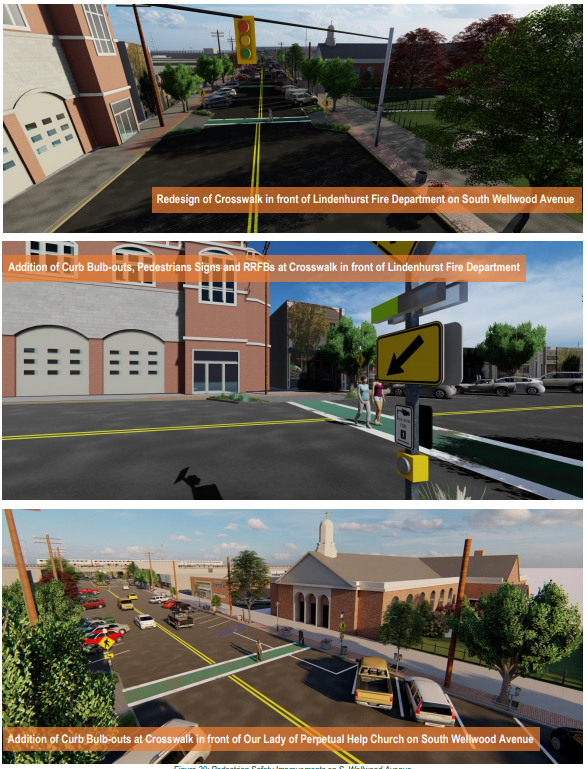 Redesign of Crosswalk in front of Lindenhurst Fire Department on South Wellwood Avenue
Addition of Curb Bulb-outs, Pedestrians Signs and RRFBs at Crosswalk in front of Lindenhurst Fire Department
Addition of Curb Bulb-outs at Crosswalk in front of Our Lady of Perpetual Help Church on South Wellwood Avenue
Pedestrian Safety Improvements on S. Wellwood Avenue